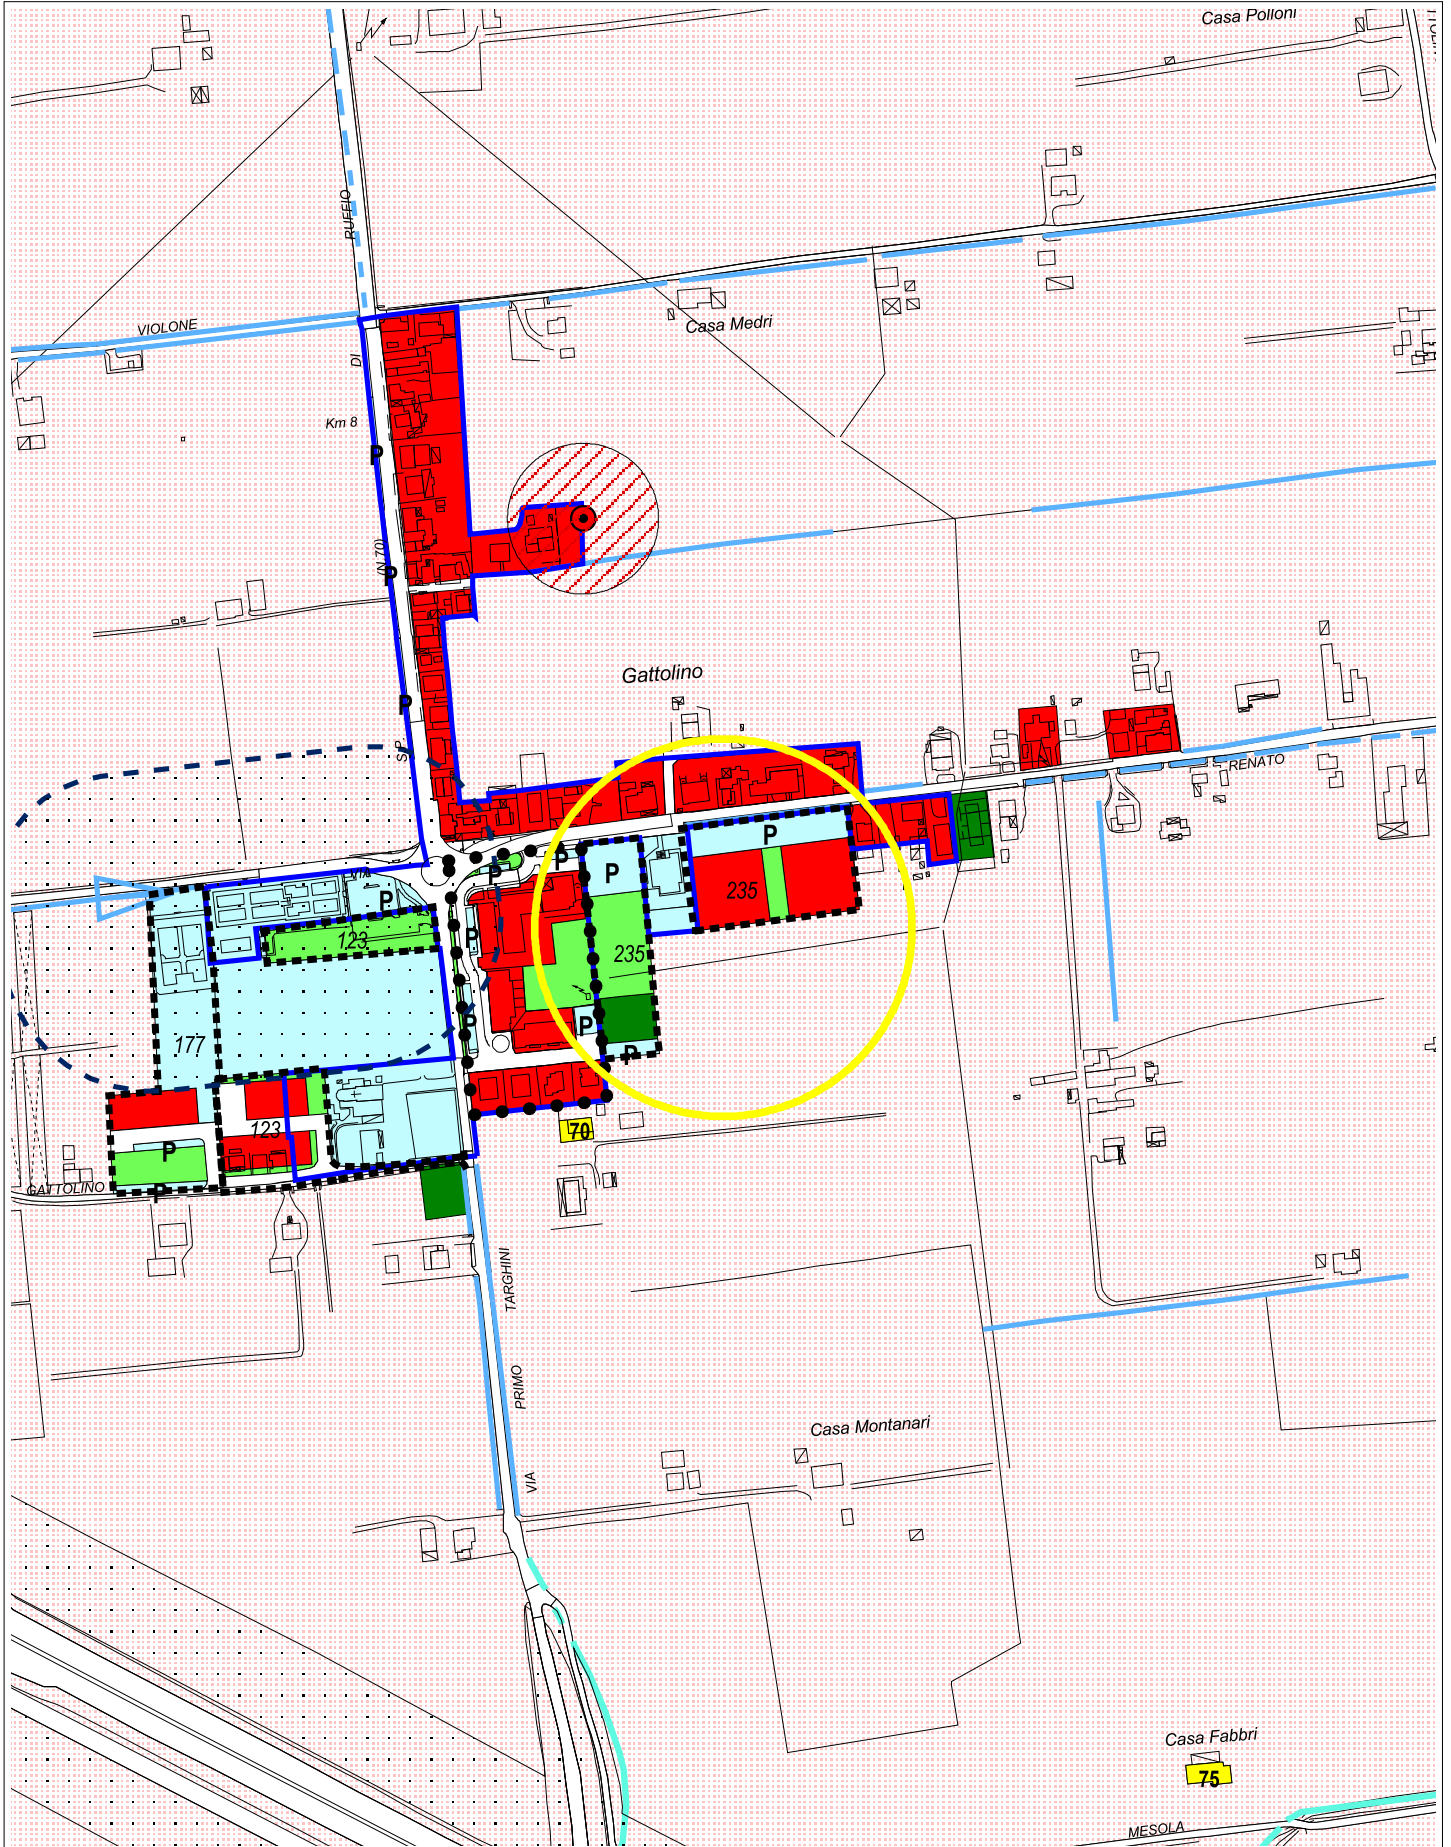 Casa Polloni
RUFFIO
VIOLONE
Casa Medri
DI
Km 8
P
(N 70)
P
Gattolino
P
S.P.
RENATO
P
P
VIA
P
P
P
235
123
P
235
P
P
177
P
123
70
P
GATTOLINO
P
TARGHINI
PRIMO
Casa Montanari
VIA
Casa Fabbri
75
MESOLA